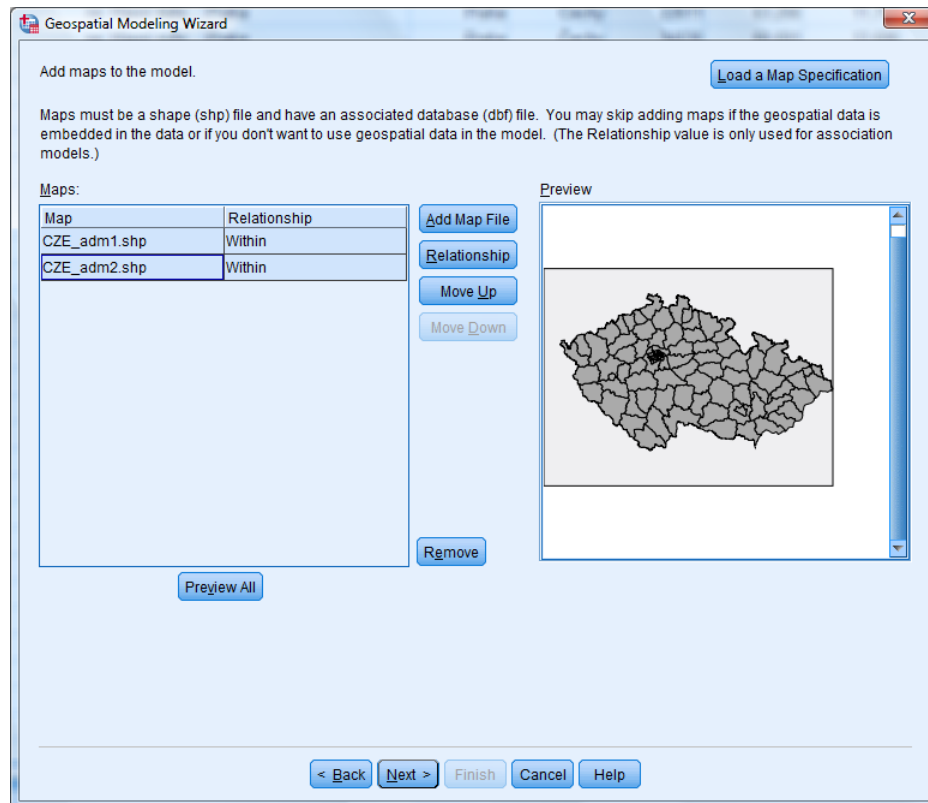 Geospatial Modeling Wizard
Add maps to the model.
Load a Map Specification
Maps must be a shape (shp) file and have an associated database (dbf) file. You may skip adding maps if the geospatial data is
embedded in the data or if you don't want to use geospatial data in the model. (The Relationship value is only used for association
models.)
Maps:
Preview
Map Relationship
CZE_adm1.shp Within
CZE_adm2.shp Within
Add Map File
Relationship
Move Up
Move Down
Remove
Preview All
< Back Next > Finish Cancel Help